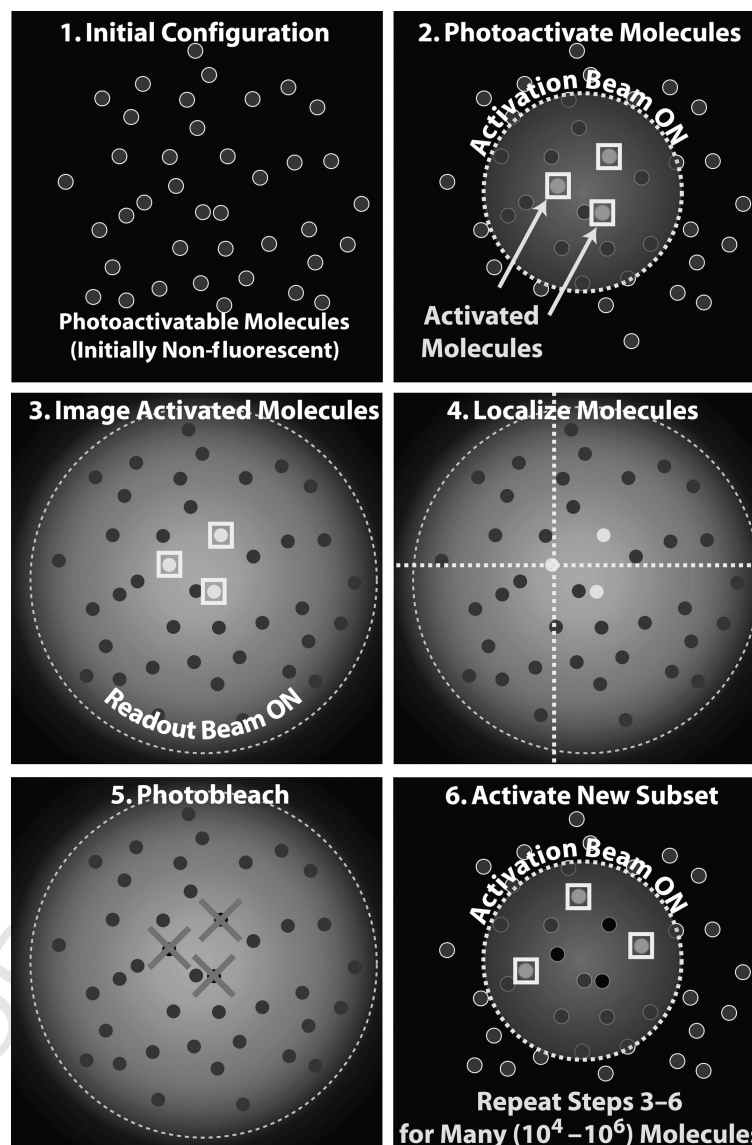 1. Initial Configuration
Photoactivatable Molecules
(Initially Non-fluorescent)
2. Photoactivate Molecules
Activation Beam ON
Activated
Molecules
3. Image Activated Molecules
Readout Beam ON
4. Localize Molecules
5. Photobleach
6. Activate New Subset
Activation Beam ON
Repeat Steps 3–6
for Many (10⁴–10⁶) Molecule